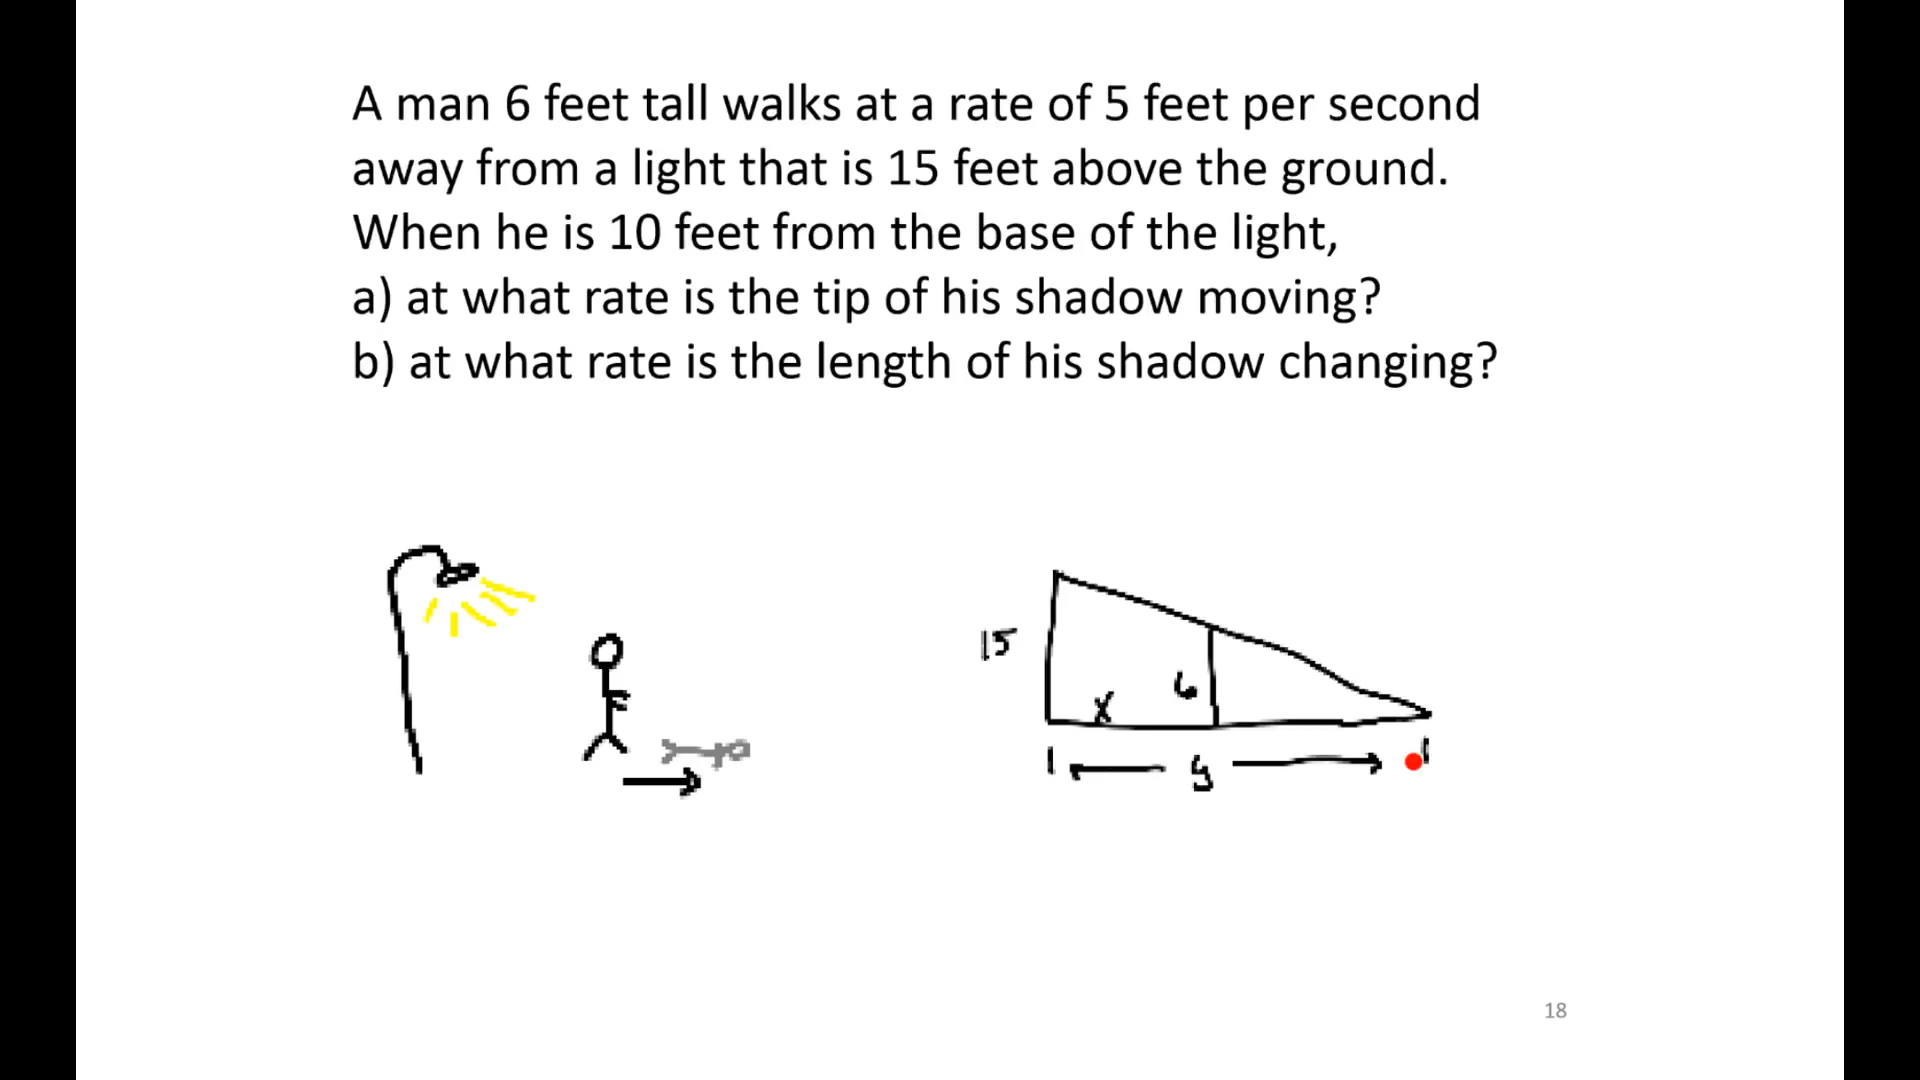 A man 6 feet tall walks at a rate of 5 feet per second
away from a light that is 15 feet above the ground.
When he is 10 feet from the base of the light,
a) at what rate is the tip of his shadow moving?
b) at what rate is the length of his shadow changing?
15
6
x
y
18